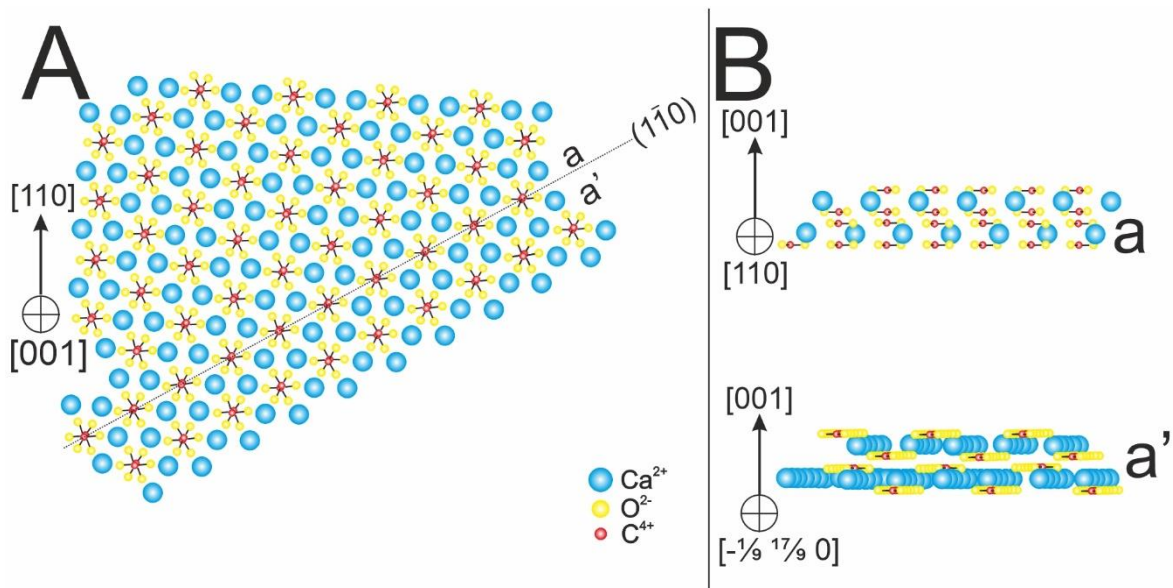 A
(11̄0)
a
a'
[110]
[001]
Ca²⁺
O²⁻
C⁴⁺
B
[001]
[110]
a
[001]
a'
[-⅑ ¹⁷⁄₉ 0]